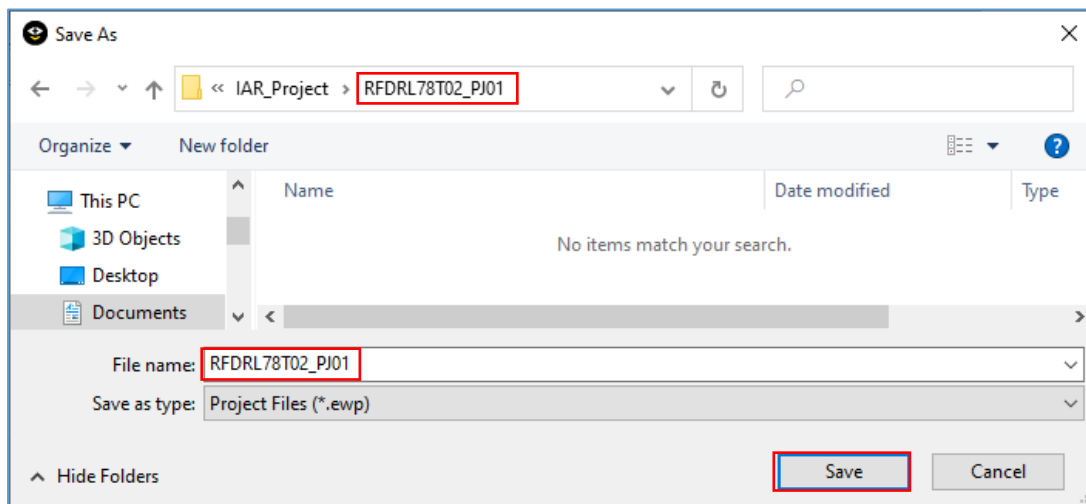 Save As
« IAR_Project › RFDRL78T02_PJ01
Organize New folder
This PC
3D Objects
Desktop
Documents
Name Date modified Type
No items match your search.
File name: RFDRL78T02_PJ01
Save as type: Project Files (*.ewp)
Hide Folders Save Cancel